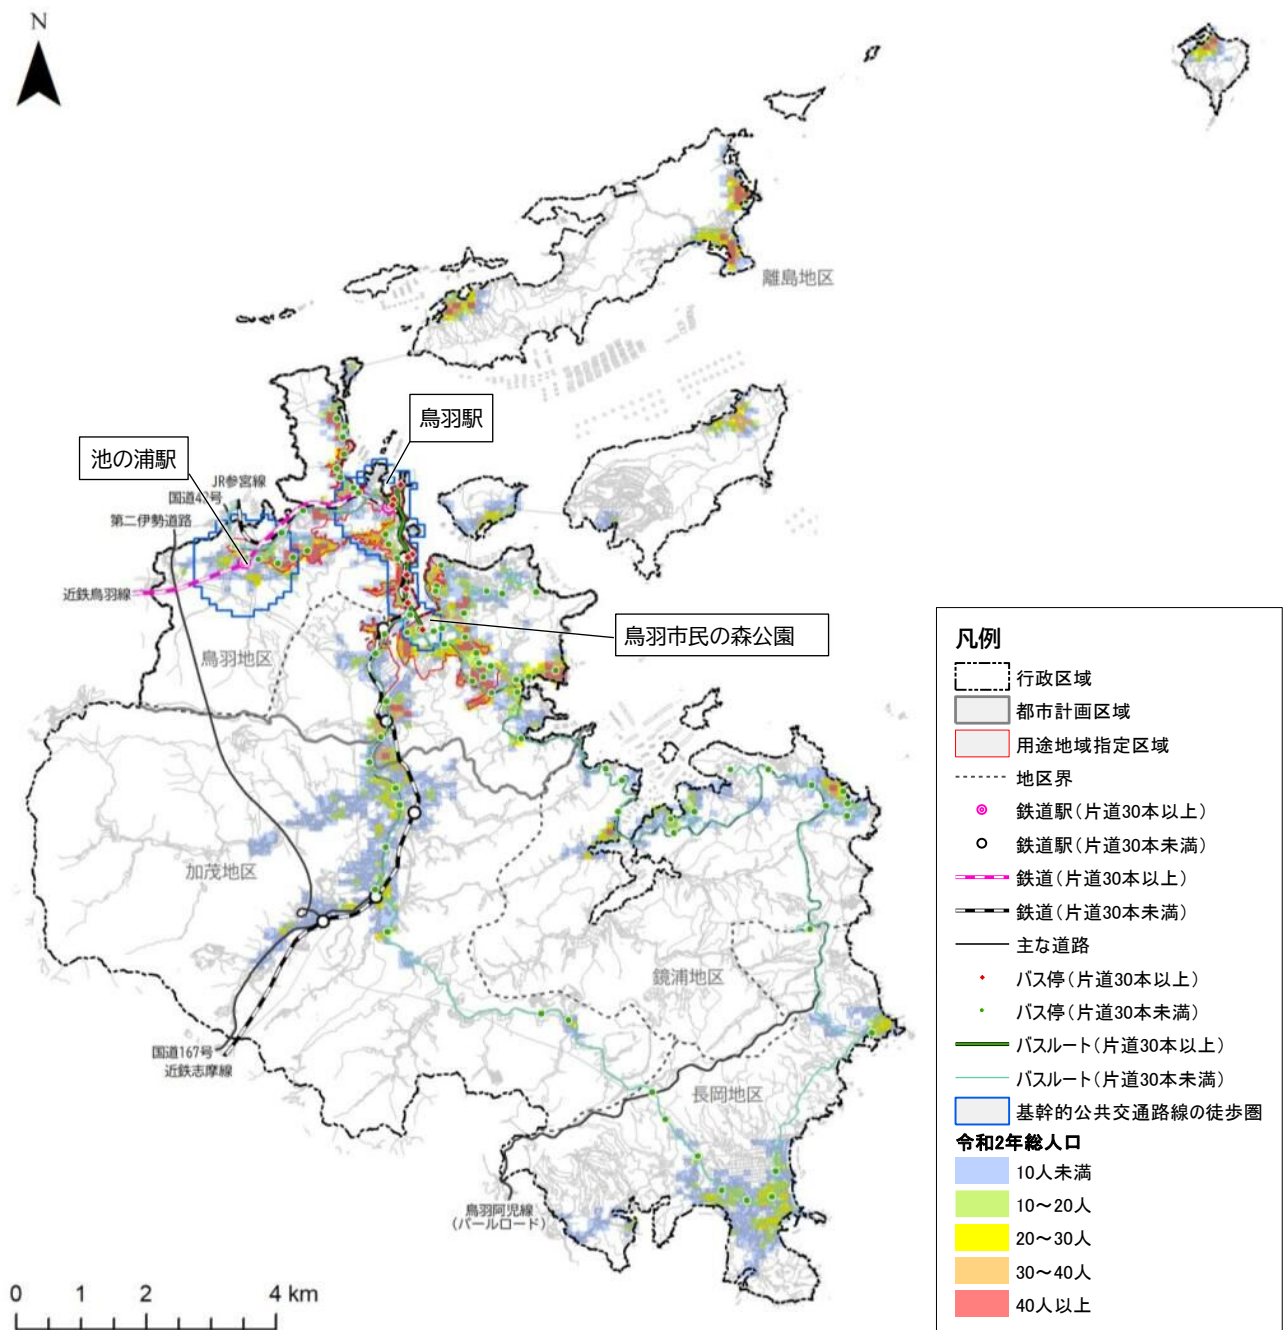 N
離島地区
鳥羽駅
池の浦駅
JR参宮線
国道42号
第二伊勢道路
近鉄鳥羽線
鳥羽市民の森公園
鳥羽地区
加茂地区
鏡浦地区
国道167号
近鉄志摩線
長岡地区
鳥羽阿児線
(パールロード)
0 1 2 4 km
凡例
行政区域
都市計画区域
用途地域指定区域
地区界
鉄道駅(片道30本以上)
鉄道駅(片道30本未満)
鉄道(片道30本以上)
鉄道(片道30本未満)
主な道路
バス停(片道30本以上)
バス停(片道30本未満)
バスルート(片道30本以上)
バスルート(片道30本未満)
基幹的公共交通路線の徒歩圏
令和2年総人口
10人未満
10~20人
20~30人
30~40人
40人以上